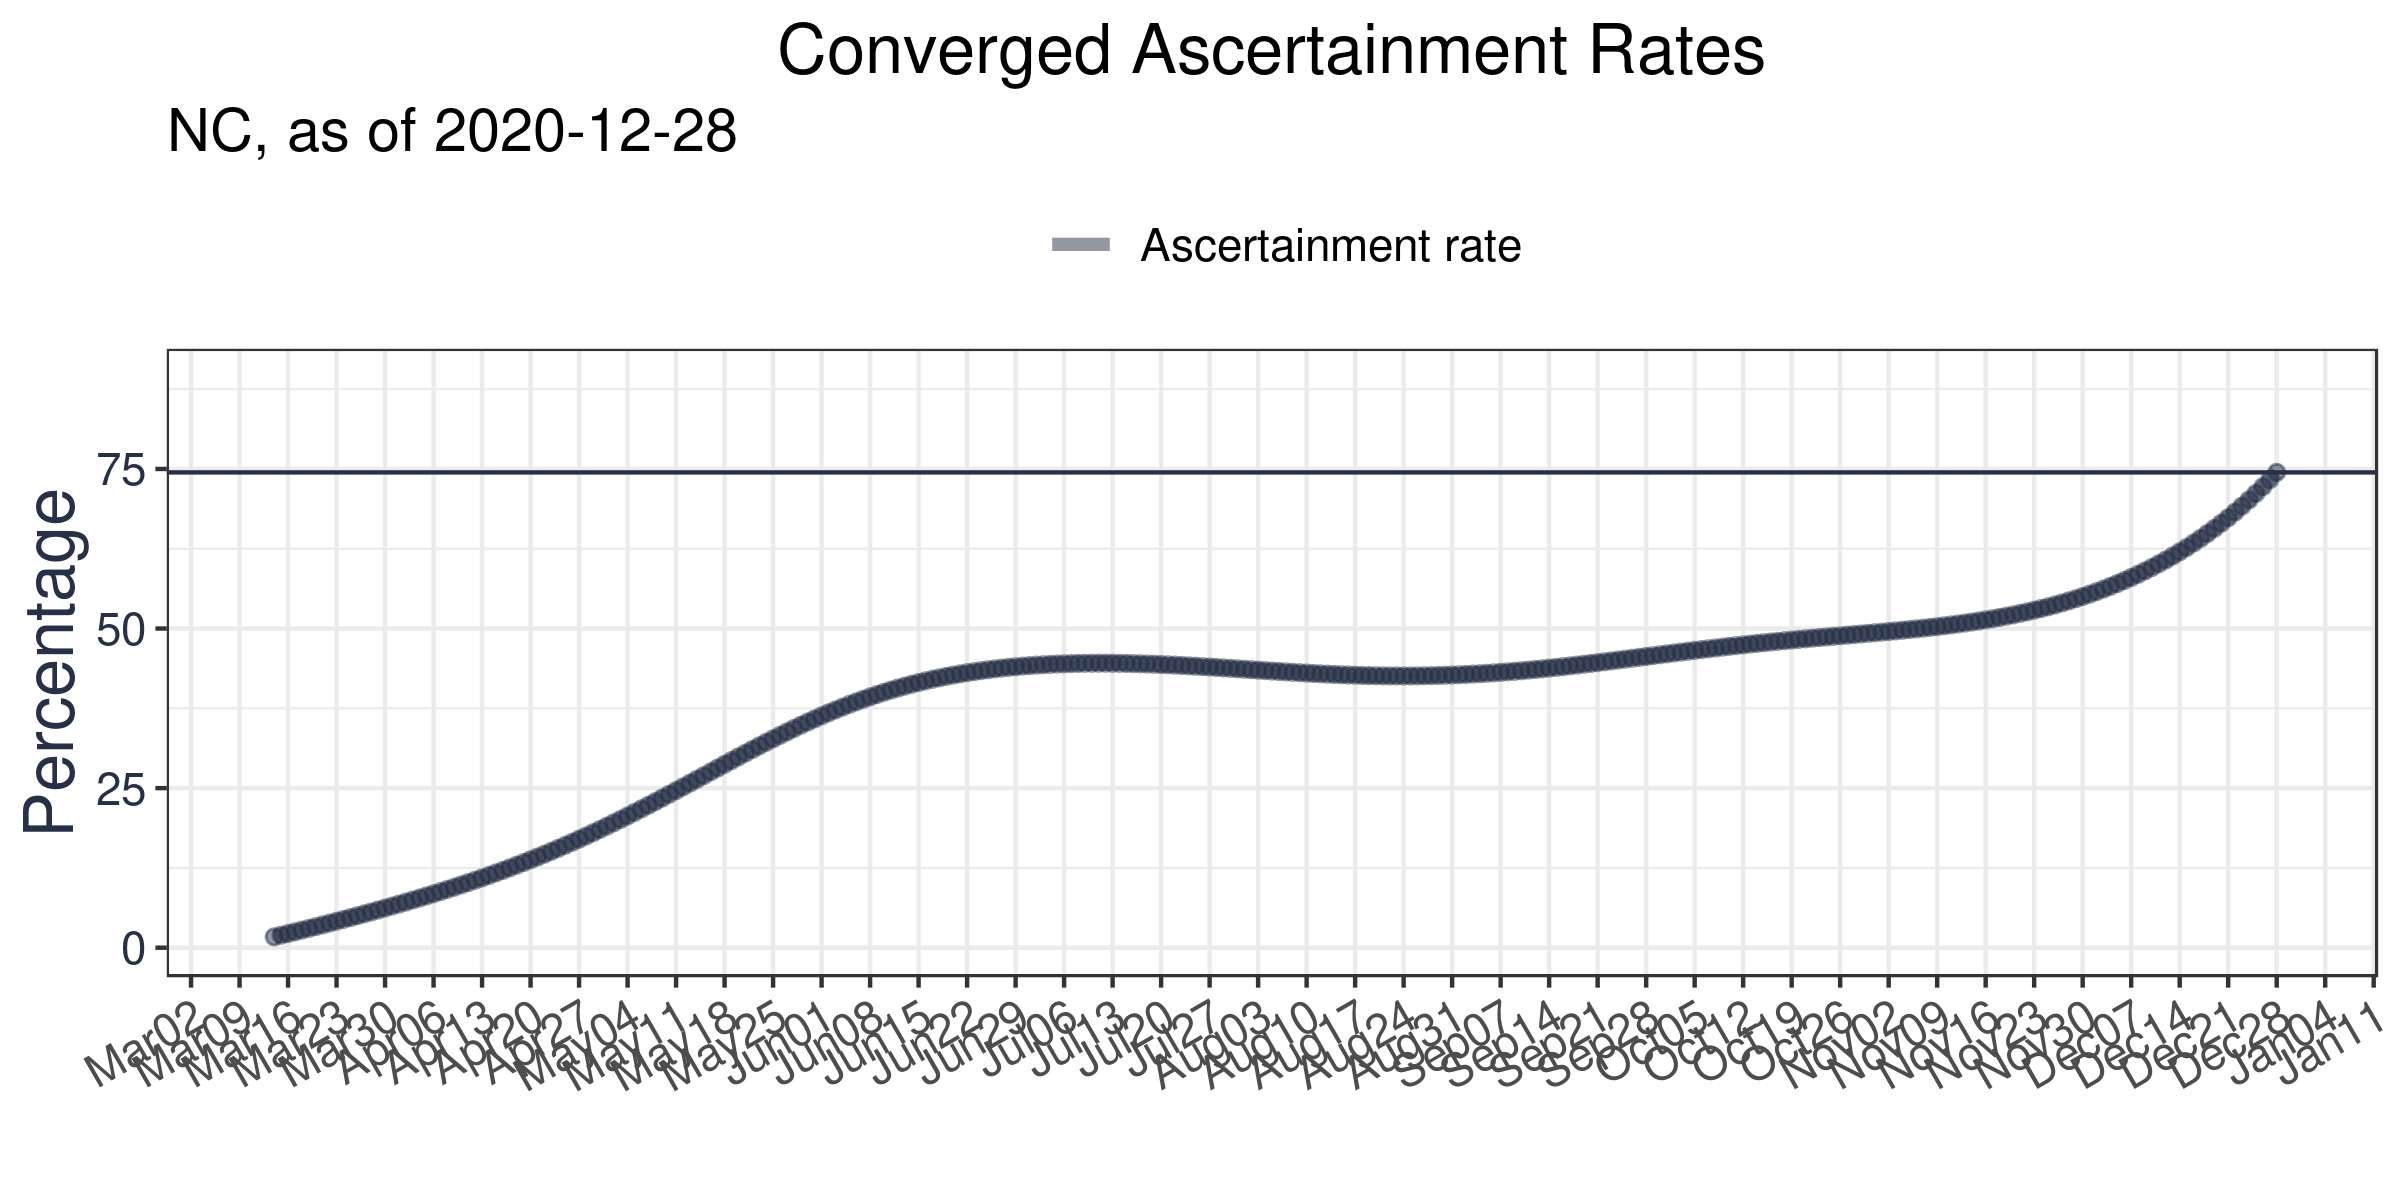 Converged Ascertainment Rates
NC, as of 2020-12-28
Ascertainment rate
Percentage
75
50
25
0
Mar02
Mar09
Mar16
Mar23
Mar30
Apr06
Apr13
Apr20
Apr27
May04
May11
May18
May25
Jun01
Jun08
Jun15
Jun22
Jun29
Jul06
Jul13
Jul20
Jul27
Aug03
Aug10
Aug17
Aug24
Aug31
Sep07
Sep14
Sep21
Sep28
Oct05
Oct12
Oct19
Oct26
Nov02
Nov09
Nov16
Nov23
Nov30
Dec07
Dec14
Dec21
Dec28
Jan04
Jan11